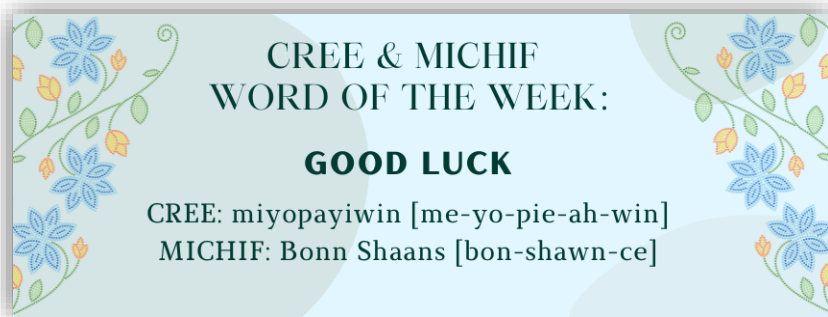 CREE & MICHIF
WORD OF THE WEEK:
GOOD LUCK
CREE: miyopayiwin [me-yo-pie-ah-win]
MICHIF: Bonn Shaans [bon-shawn-ce]